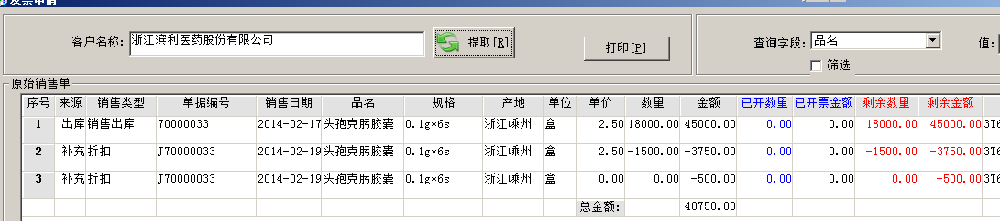 发票申请
客户名称: 浙江滨利医药股份有限公司 提取[R] 打印[P] 查询字段: 品名 值:
筛选
原始销售单
序号 来源 销售类型 单据编号 销售日期 品名 规格 产地 单位 单价 数量 金额 已开数量 已开票金额 剩余数量 剩余金额
1 出库 销售出库 70000033 2014-02-17 头孢克肟胶囊 0.1g*6s 浙江嵊州 盒 2.50 18000.00 45000.00 0.00 0.00 18000.00 45000.00 3T6
2 补充 折扣 J70000033 2014-02-19 头孢克肟胶囊 0.1g*6s 浙江嵊州 盒 2.50 -1500.00 -3750.00 0.00 0.00 -1500.00 -3750.00 3T6
3 补充 折扣 J70000033 2014-02-19 头孢克肟胶囊 0.1g*6s 浙江嵊州 盒 0.00 0.00 -500.00 0.00 0.00 0.00 -500.00 3T6
总金额: 40750.00